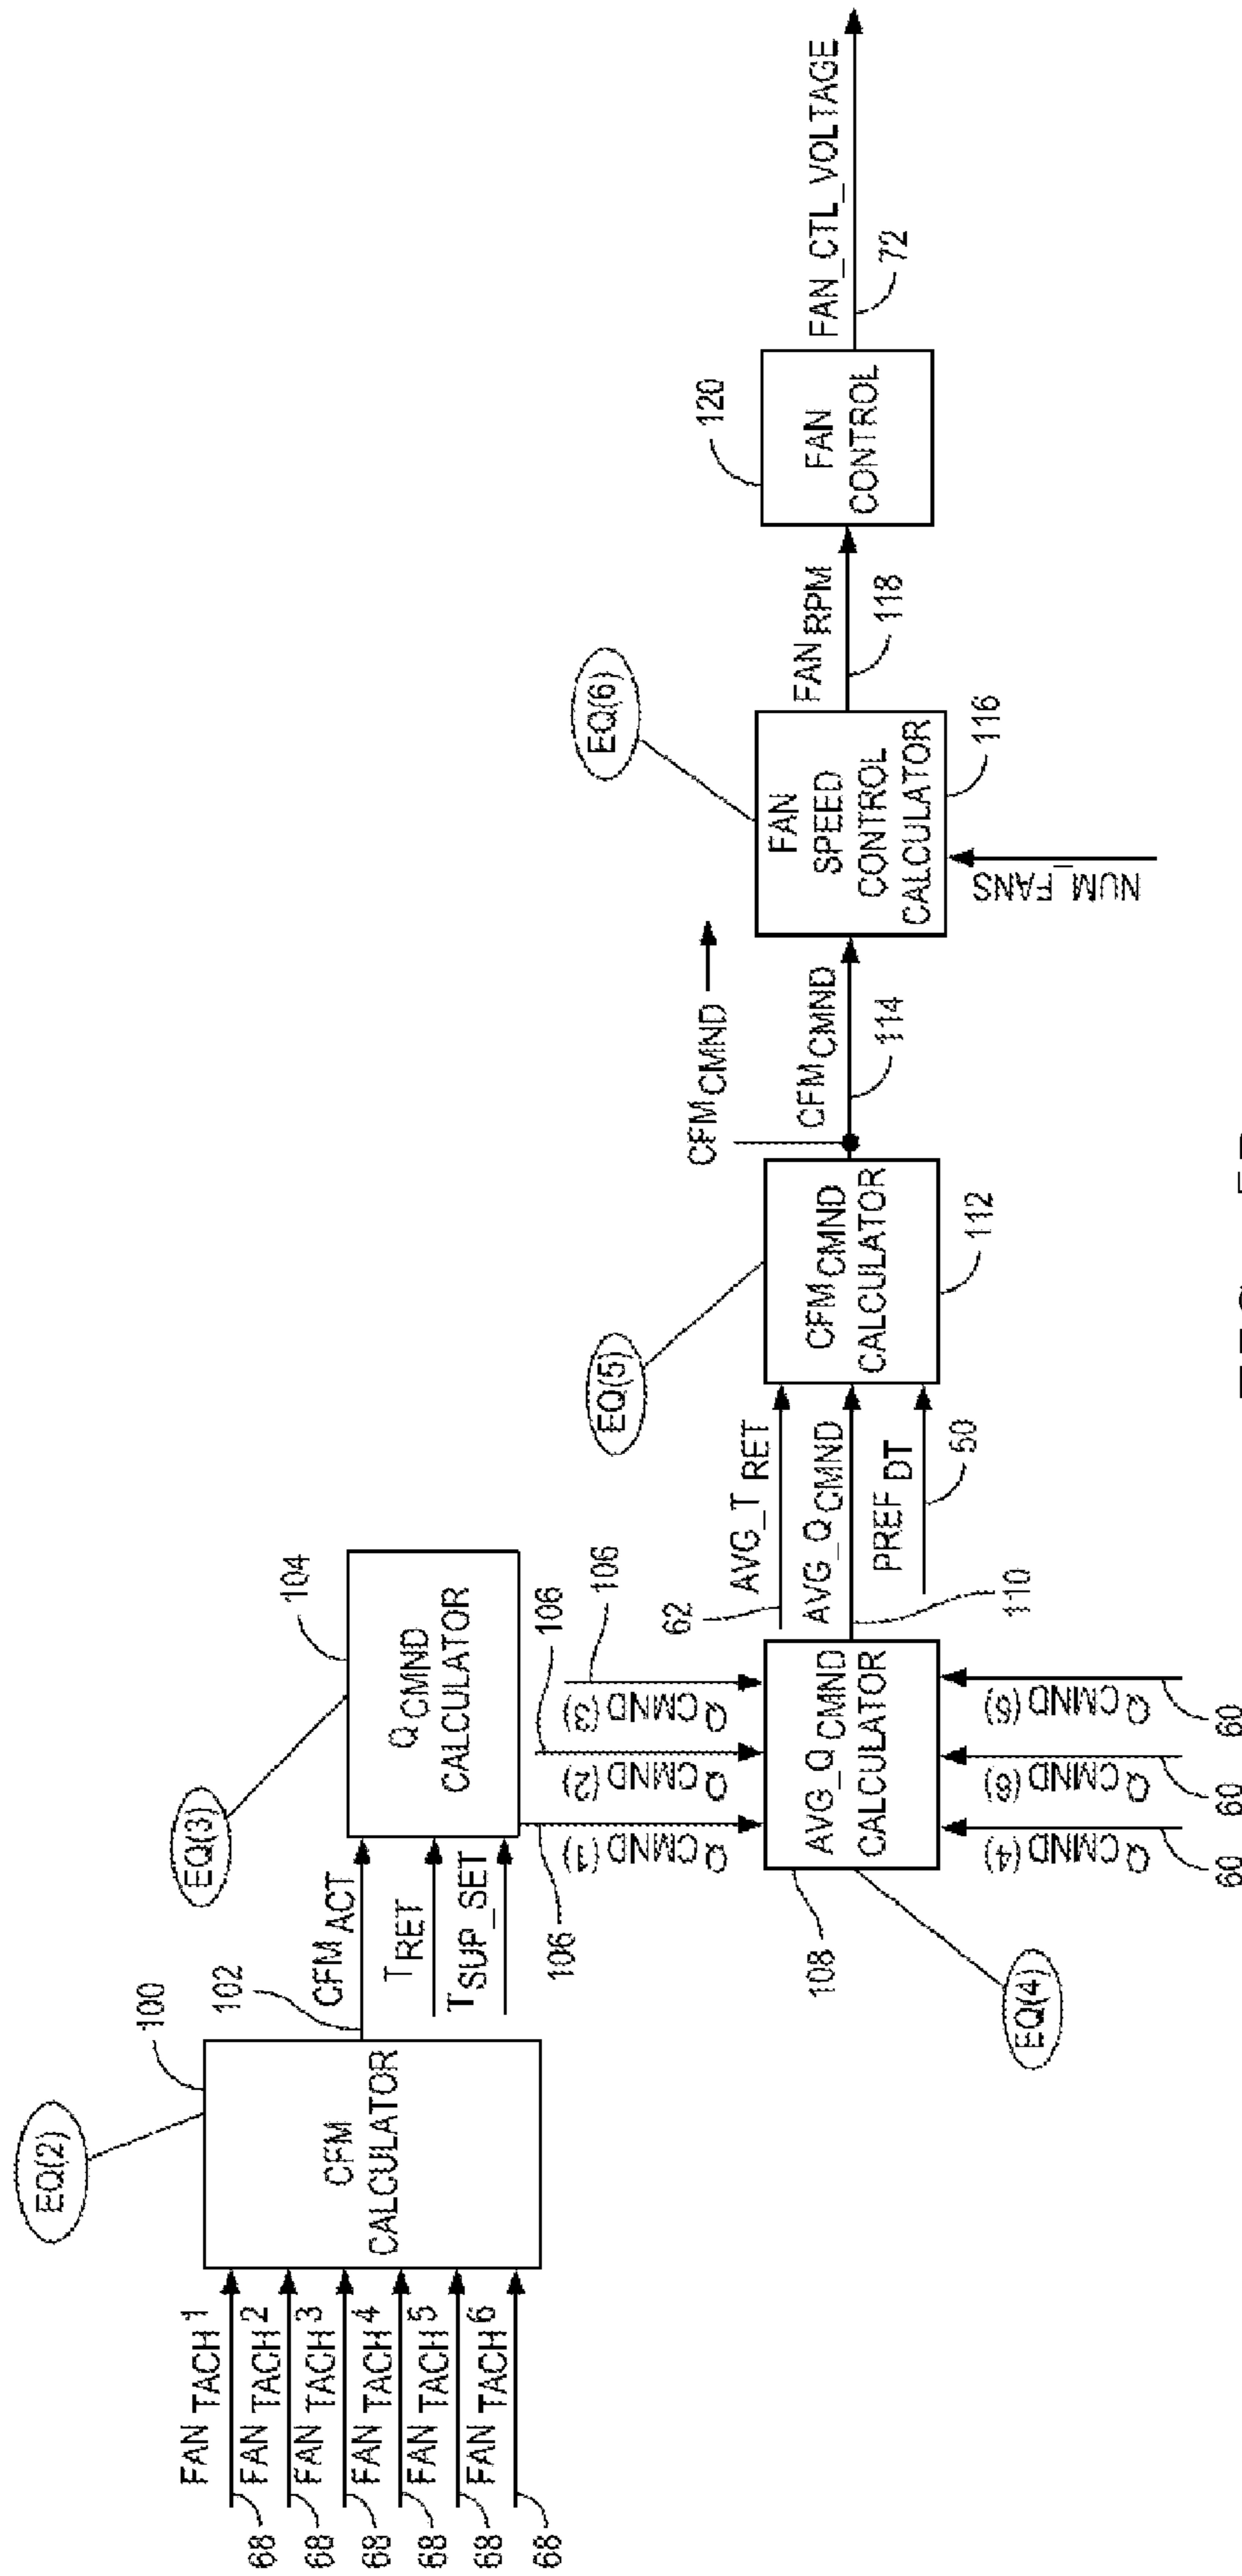 EQ(2)
100
CFM
CALCULATOR
FAN TACH 1
FAN TACH 2
FAN TACH 3
FAN TACH 4
FAN TACH 5
FAN TACH 6
68
68
68
68
68
68
102
CFM ACT
T RET
T SUP_SET
EQ(3)
104
Q CMND
CALCULATOR
106
106
106
Q CMND (1)
Q CMND (2)
Q CMND (3)
108
AVG_Q CMND
CALCULATOR
EQ(4)
Q CMND (4)
Q CMND (6)
Q CMND (6)
60
60
60
62
AVG_T RET
AVG_Q CMND
PREF DT
50
110
EQ(5)
CFM CMND
CALCULATOR
112
CFM CMND
CFM CMND
114
EQ(6)
FAN
SPEED
CONTROL
CALCULATOR
116
NUM_FANS
FAN RPM
118
120
FAN
CONTROL
FAN_CTL_VOLTAGE
72